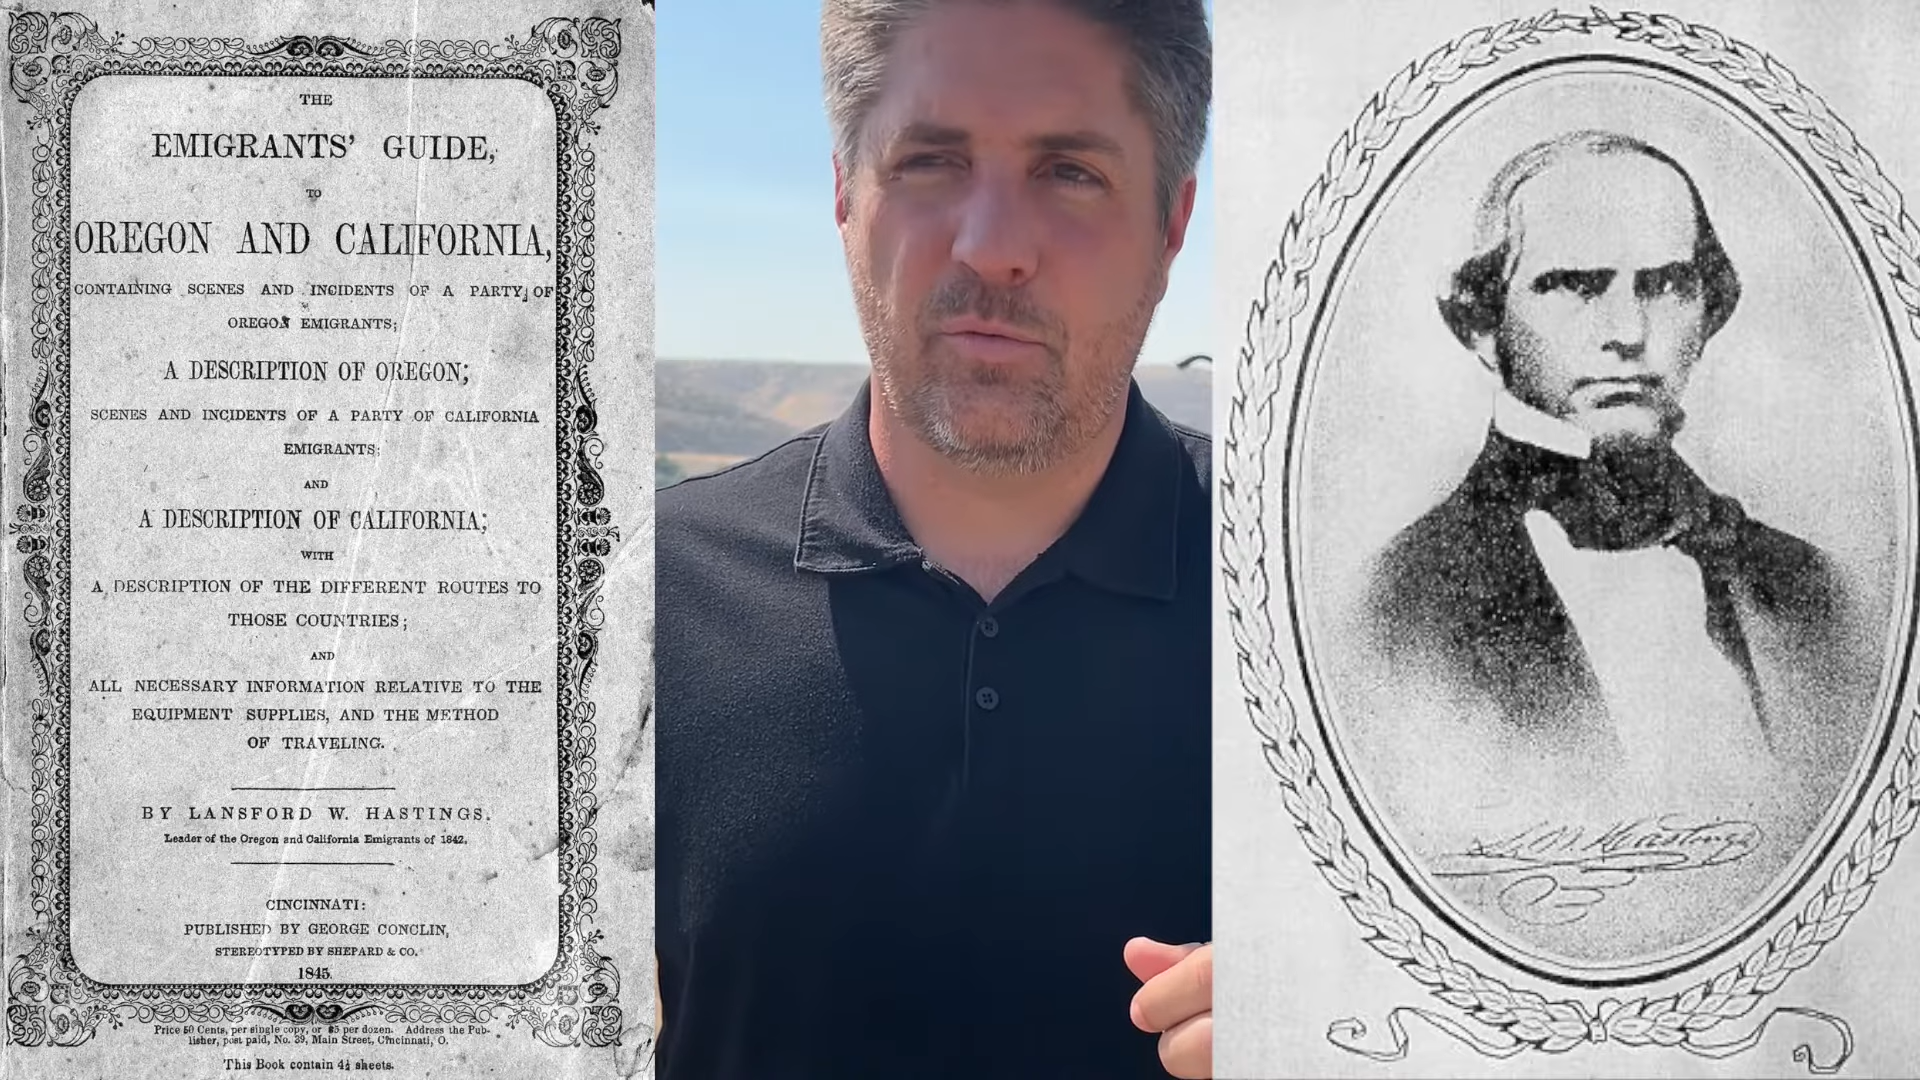 THE
EMIGRANTS' GUIDE,
TO
OREGON AND CALIFORNIA,
CONTAINING SCENES AND INCIDENTS OF A PARTY OF
OREGON EMIGRANTS;
A DESCRIPTION OF OREGON;
SCENES AND INCIDENTS OF A PARTY OF CALIFORNIA
EMIGRANTS;
AND
A DESCRIPTION OF CALIFORNIA;
WITH
A DESCRIPTION OF THE DIFFERENT ROUTES TO
THOSE COUNTRIES;
AND
ALL NECESSARY INFORMATION RELATIVE TO THE
EQUIPMENT SUPPLIES, AND THE METHOD
OF TRAVELING.
BY LANSFORD W. HASTINGS.
Leader of the Oregon and California Emigrants of 1842.
CINCINNATI:
PUBLISHED BY GEORGE CONCLIN,
STEREOTYPED BY SHEPARD & CO.
1845.
Price 50 Cents, per single copy, or $5 per dozen. Address the Pub-
lisher, post paid, No. 39, Main Street, Cincinnati, O.
This Book contain 4½ sheets.
L. W. Hastings